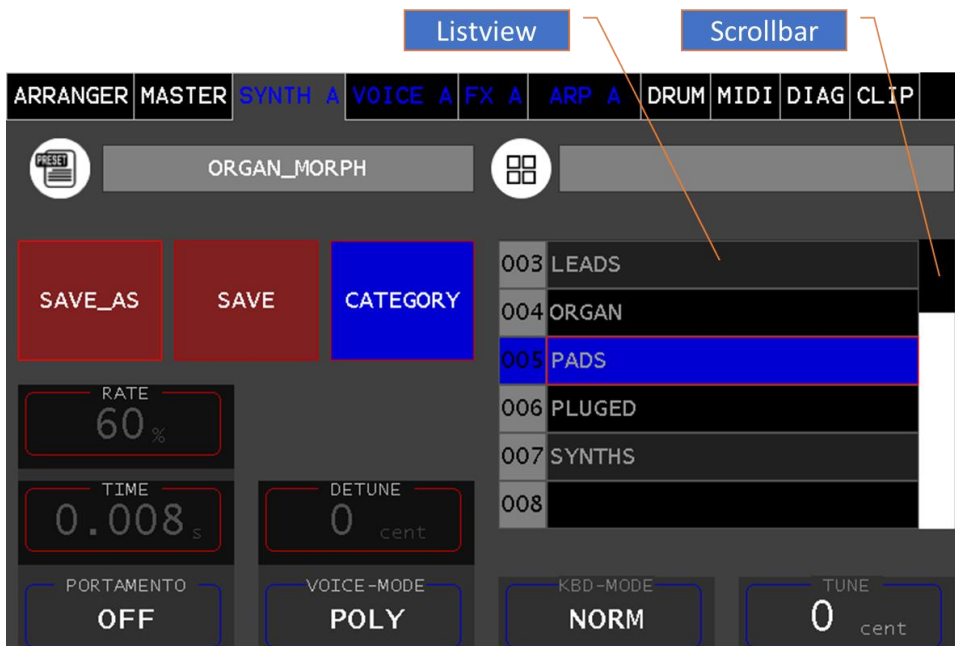 Listview Scrollbar
ARRANGER MASTER SYNTH A VOICE A FX A ARP A DRUM MIDI DIAG CLIP
PRESET ORGAN_MORPH
SAVE_AS SAVE CATEGORY
003 LEADS
004 ORGAN
005 PADS
006 PLUGED
007 SYNTHS
008
RATE
60 %
TIME
0.008 s
DETUNE
0 cent
PORTAMENTO
OFF
VOICE-MODE
POLY
KBD-MODE
NORM
TUNE
0 cent